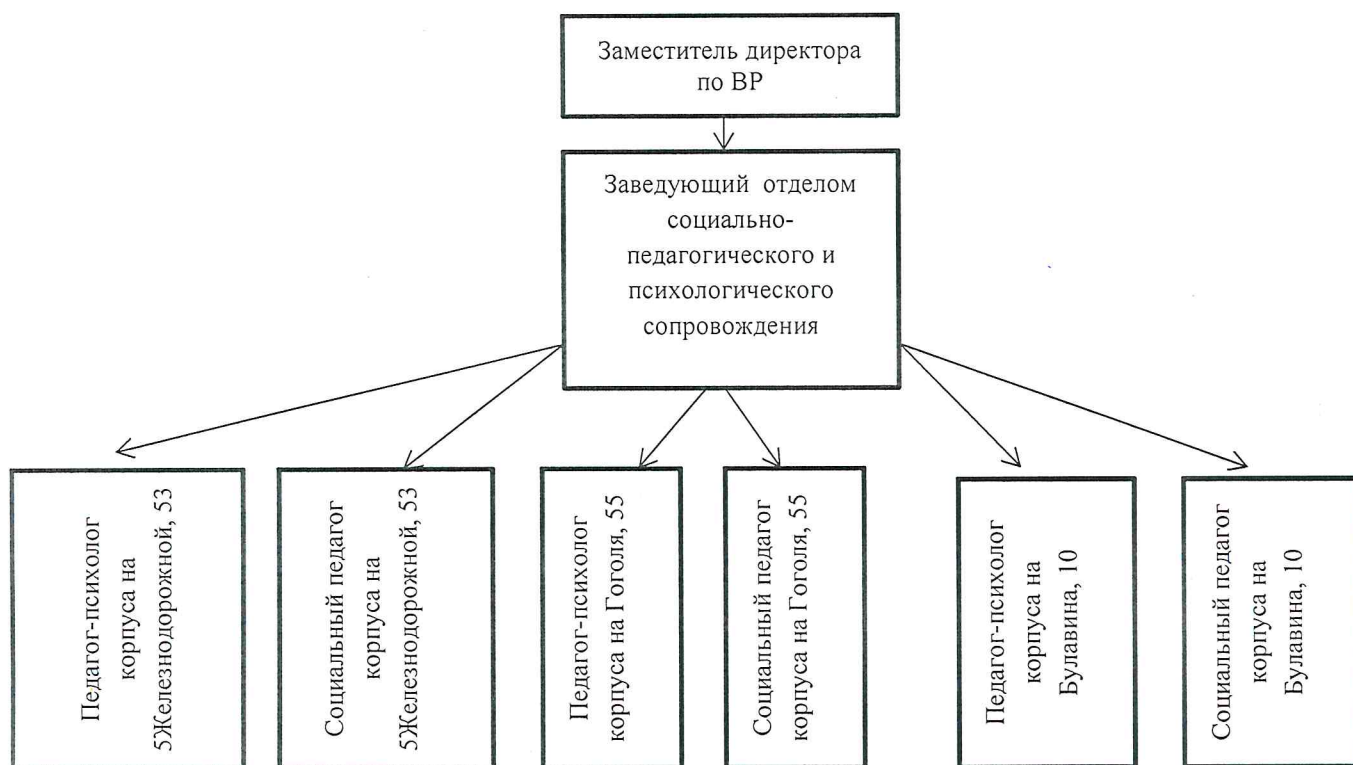 Заместитель директора
по ВР
Заведующий отделом
социально-
педагогического и
психологического
сопровождения
Педагог-психолог
корпуса на
5Железнодорожной, 53
Социальный педагог
корпуса на
5Железнодорожной, 53
Педагог-психолог
корпуса на Гоголя, 55
Социальный педагог
корпуса на Гоголя, 55
Педагог-психолог
корпуса на
Булавина, 10
Социальный педагог
корпуса на
Булавина, 10